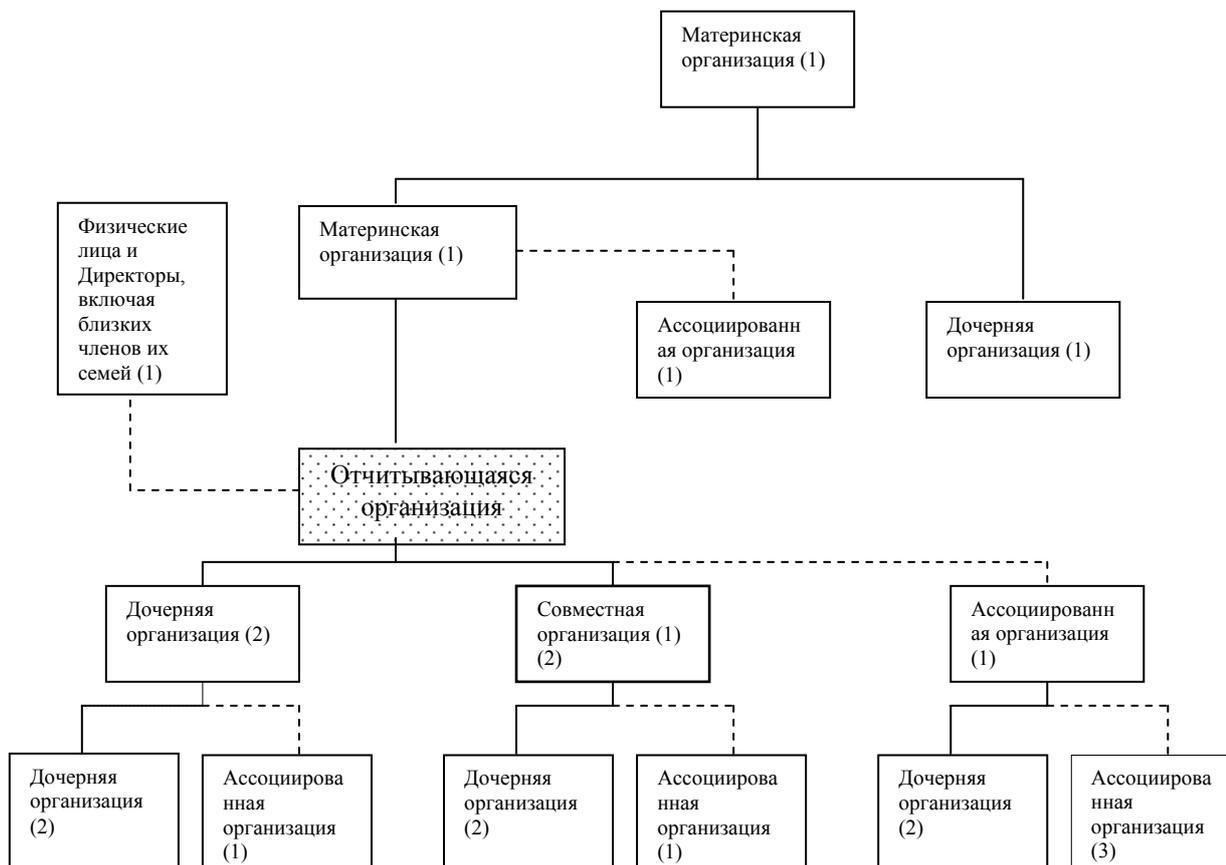 Материнская
организация (1)
Физические
лица и
Директоры,
включая
близких
членов их
семей (1)
Материнская
организация (1)
Ассоциированн
ая организация
(1)
Дочерняя
организация (1)
Отчитывающаяся
организация
Дочерняя
организация (2)
Совместная
организация (1)
(2)
Ассоциированн
ая организация
(1)
Дочерняя
организация
(2)
Ассоциирова
нная
организация
(1)
Дочерняя
организация
(2)
Ассоциирова
нная
организация
(1)
Дочерняя
организация
(2)
Ассоциирова
нная
организация
(3)